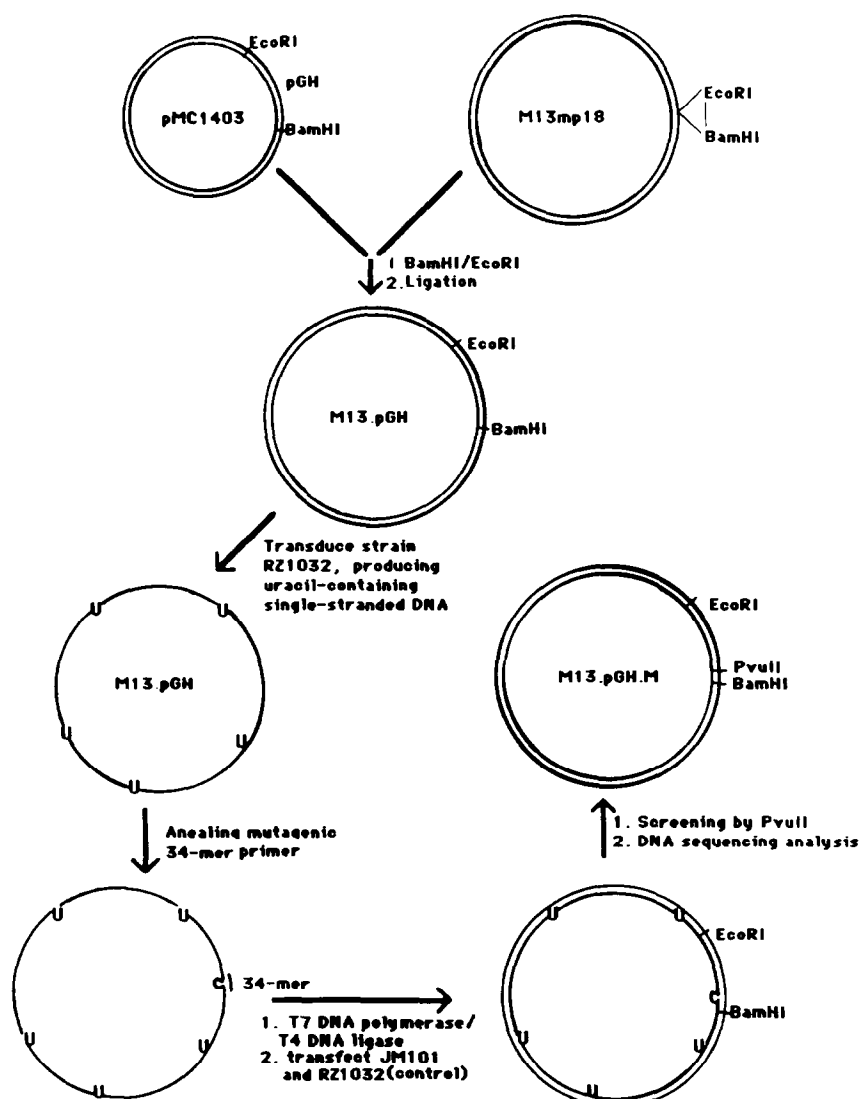 EcoRI
pGH
pMC1403
BamHI
M13mp18
EcoRI
BamHI
1 BamHI/EcoRI
2. Ligation
EcoRI
M13.pGH
BamHI
Transduce strain
RZ1032, producing
uracil-containing
single-stranded DNA
U
U
M13.pGH
U
U
U
EcoRI
M13.pGH.M
PvuII
BamHI
Anealing mutagenic
34-mer primer
1. Screening by PvuII
2. DNA sequencing analysis
U
U
C
34-mer
U
U
U
1. T7 DNA polymerase/
T4 DNA ligase
2. transfect JM101
and RZ1032(control)
U
U
EcoRI
C
BamHI
U
U
U